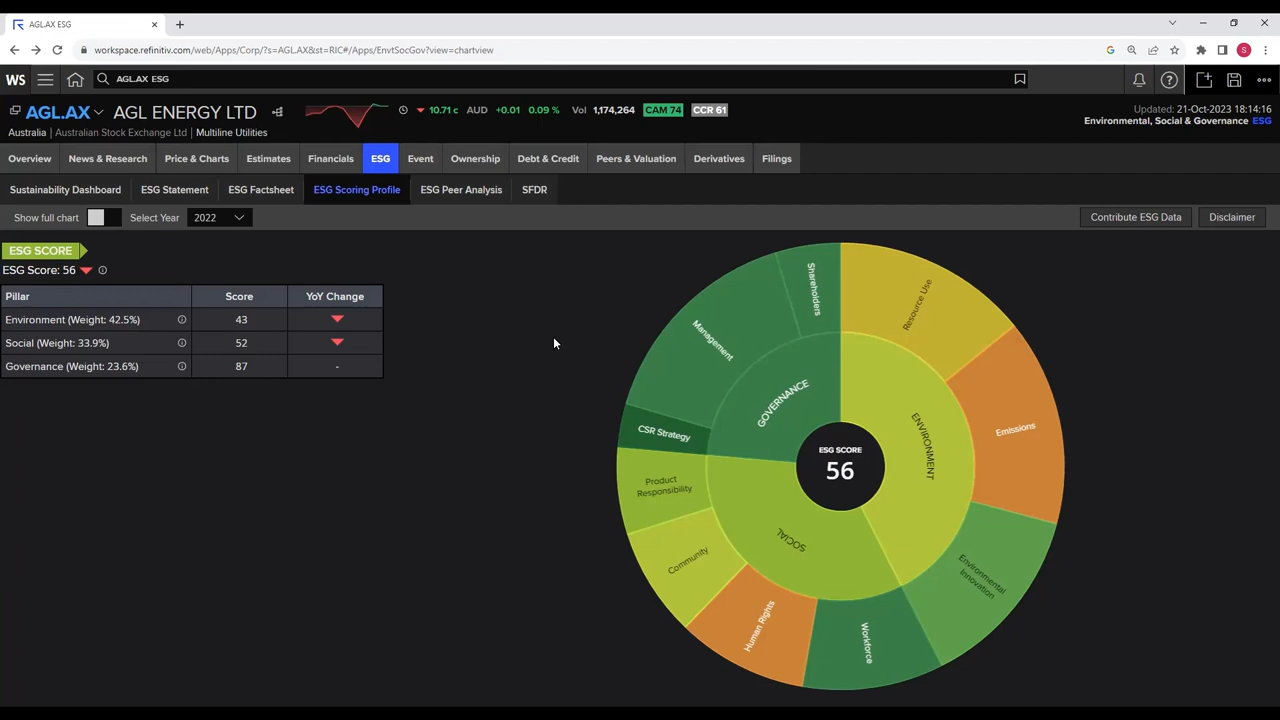 AGL.AX ESG
workspace.refinitiv.com/web/Apps/Corp/?s=AGL.AX&st=RIC#/Apps/EnvtSocGov?view=chartview
S
WS
AGL.AX ESG
AGL.AX AGL ENERGY LTD 10.71 c AUD +0.01 0.09 % Vol 1,174,264 CAM 74 CCR 61
Updated: 21-Oct-2023 18:14:16
Environmental, Social & Governance ESG
Australia | Australian Stock Exchange Ltd | Multiline Utilities
Overview News & Research Price & Charts Estimates Financials ESG Event Ownership Debt & Credit Peers & Valuation Derivatives Filings
Sustainability Dashboard ESG Statement ESG Factsheet ESG Scoring Profile ESG Peer Analysis SFDR
Show full chart Select Year 2022 Contribute ESG Data Disclaimer
ESG SCORE
ESG Score: 56
Pillar Score YoY Change
Environment (Weight: 42.5%) 43
Social (Weight: 33.9%) 52
Governance (Weight: 23.6%) 87 -
Shareholders
Resource Use
Management
GOVERNANCE
ENVIRONMENT
Emissions
CSR Strategy
ESG SCORE
56
Product
Responsibility
SOCIAL
Community
Environmental
Innovation
Human Rights
Workforce